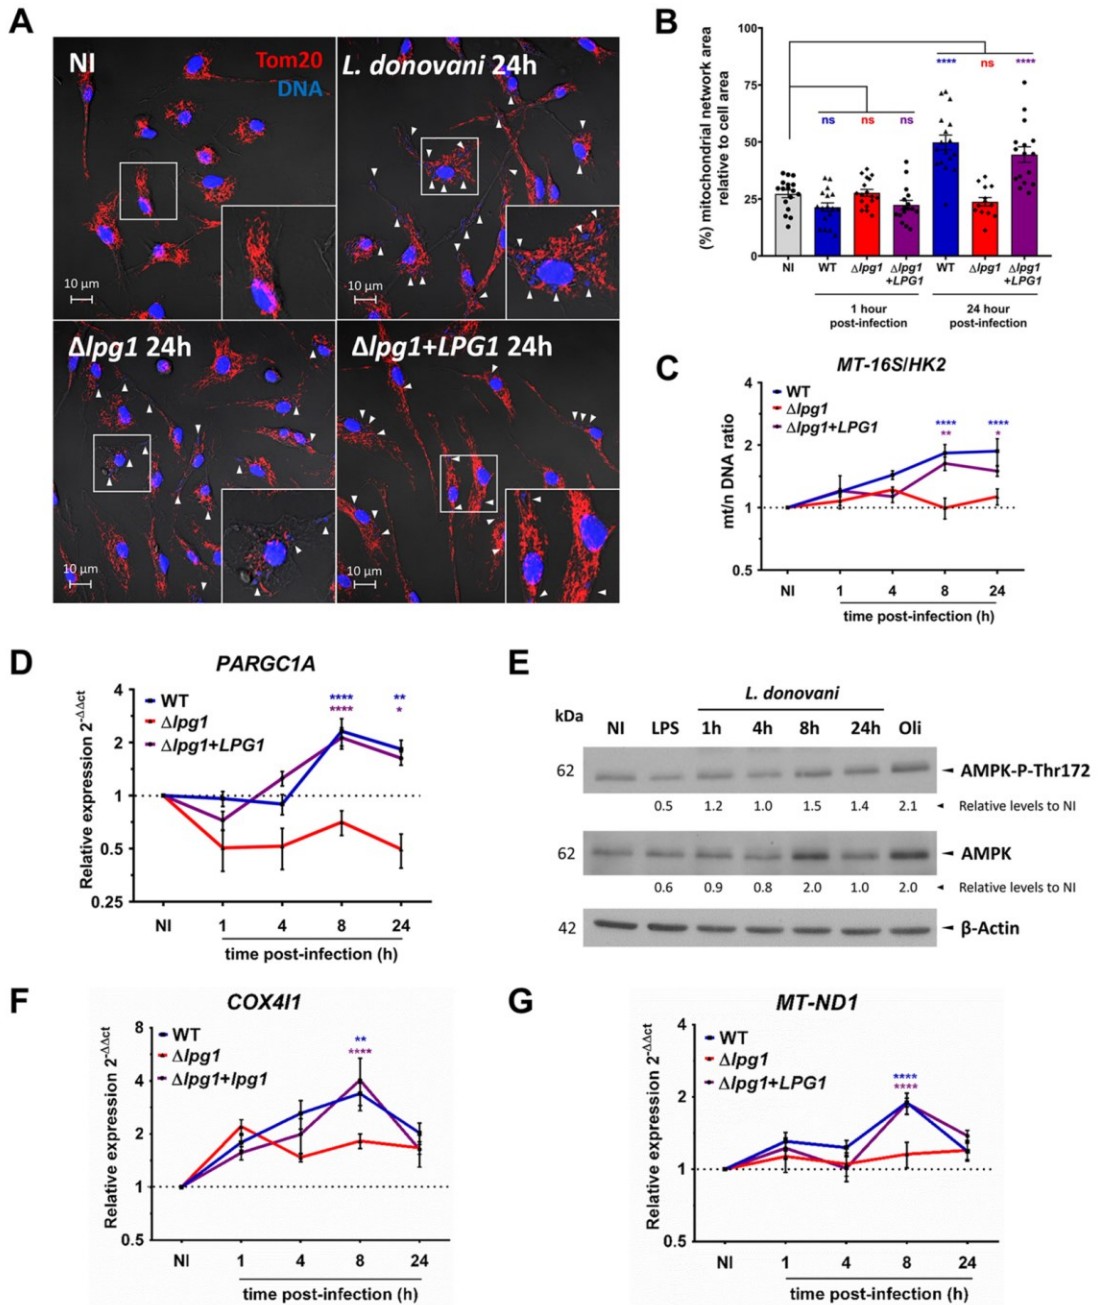 A
NI
Tom20
DNA
10 µm
L. donovani 24h
10 µm
Δlpg1 24h
10 µm
Δlpg1+LPG1 24h
10 µm
B
(%) mitochondrial network area
relative to cell area
100
75
50
25
0
ns ns ns
**** ns ****
NI WT Δlpg1 Δlpg1 +LPG1 WT Δlpg1 Δlpg1 +LPG1
1 hour post-infection
24 hour post-infection
C
MT-16S/HK2
WT
Δlpg1
Δlpg1+LPG1
mt/n DNA ratio
4
2
1
0.5
**** ****
** *
NI 1 4 8 24
time post-infection (h)
D
PARGC1A
WT
Δlpg1
Δlpg1+LPG1
Relative expression 2-ΔΔct
4
2
1
0.5
0.25
**** **
**** *
NI 1 4 8 24
time post-infection (h)
E
L. donovani
kDa NI LPS 1h 4h 8h 24h Oli
62 AMPK-P-Thr172
0.5 1.2 1.0 1.5 1.4 2.1 Relative levels to NI
62 AMPK
0.6 0.9 0.8 2.0 1.0 2.0 Relative levels to NI
42 β-Actin
F
COX4I1
WT
Δlpg1
Δlpg1+lpg1
Relative expression 2-ΔΔct
8
4
2
1
0.5
**
****
NI 1 4 8 24
time post-infection (h)
G
MT-ND1
WT
Δlpg1
Δlpg1+LPG1
Relative expression 2-ΔΔct
4
2
1
0.5
****
****
NI 1 4 8 24
time post-infection (h)